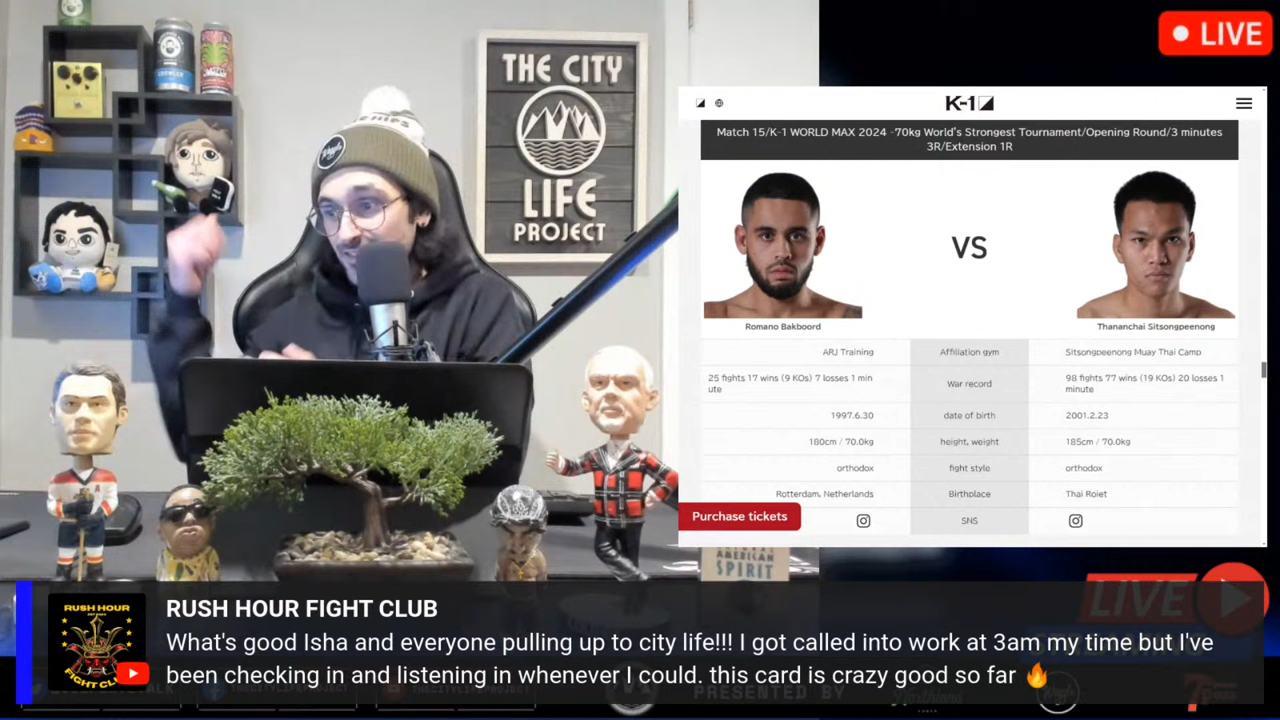 THE CITY
LIFE
PROJECT
LIVE
K-1
Match 15/K-1 WORLD MAX 2024 -70kg World's Strongest Tournament/Opening Round/3 minutes
3R/Extension 1R
VS
Romano Bakboord
Thananchai Sitsongpeenong
ARJ Training Affiliation gym Sitsongpeenong Muay Thai Camp
25 fights 17 wins (9 KOs) 7 losses 1 min
ute
War record
98 fights 77 wins (19 KOs) 20 losses 1
minute
1997.6.30 date of birth 2001.2.23
180cm / 70.0kg height, weight 185cm / 70.0kg
orthodox fight style orthodox
Rotterdam, Netherlands Birthplace Thai Roiet
SNS
Purchase tickets
AMERICAN
SPIRIT
LIVE
RUSH HOUR
FIGHT CLUB
RUSH HOUR FIGHT CLUB
What's good Isha and everyone pulling up to city life!!! I got called into work at 3am my time but I've
been checking in and listening in whenever I could. this card is crazy good so far 🔥
PRESENTED BY